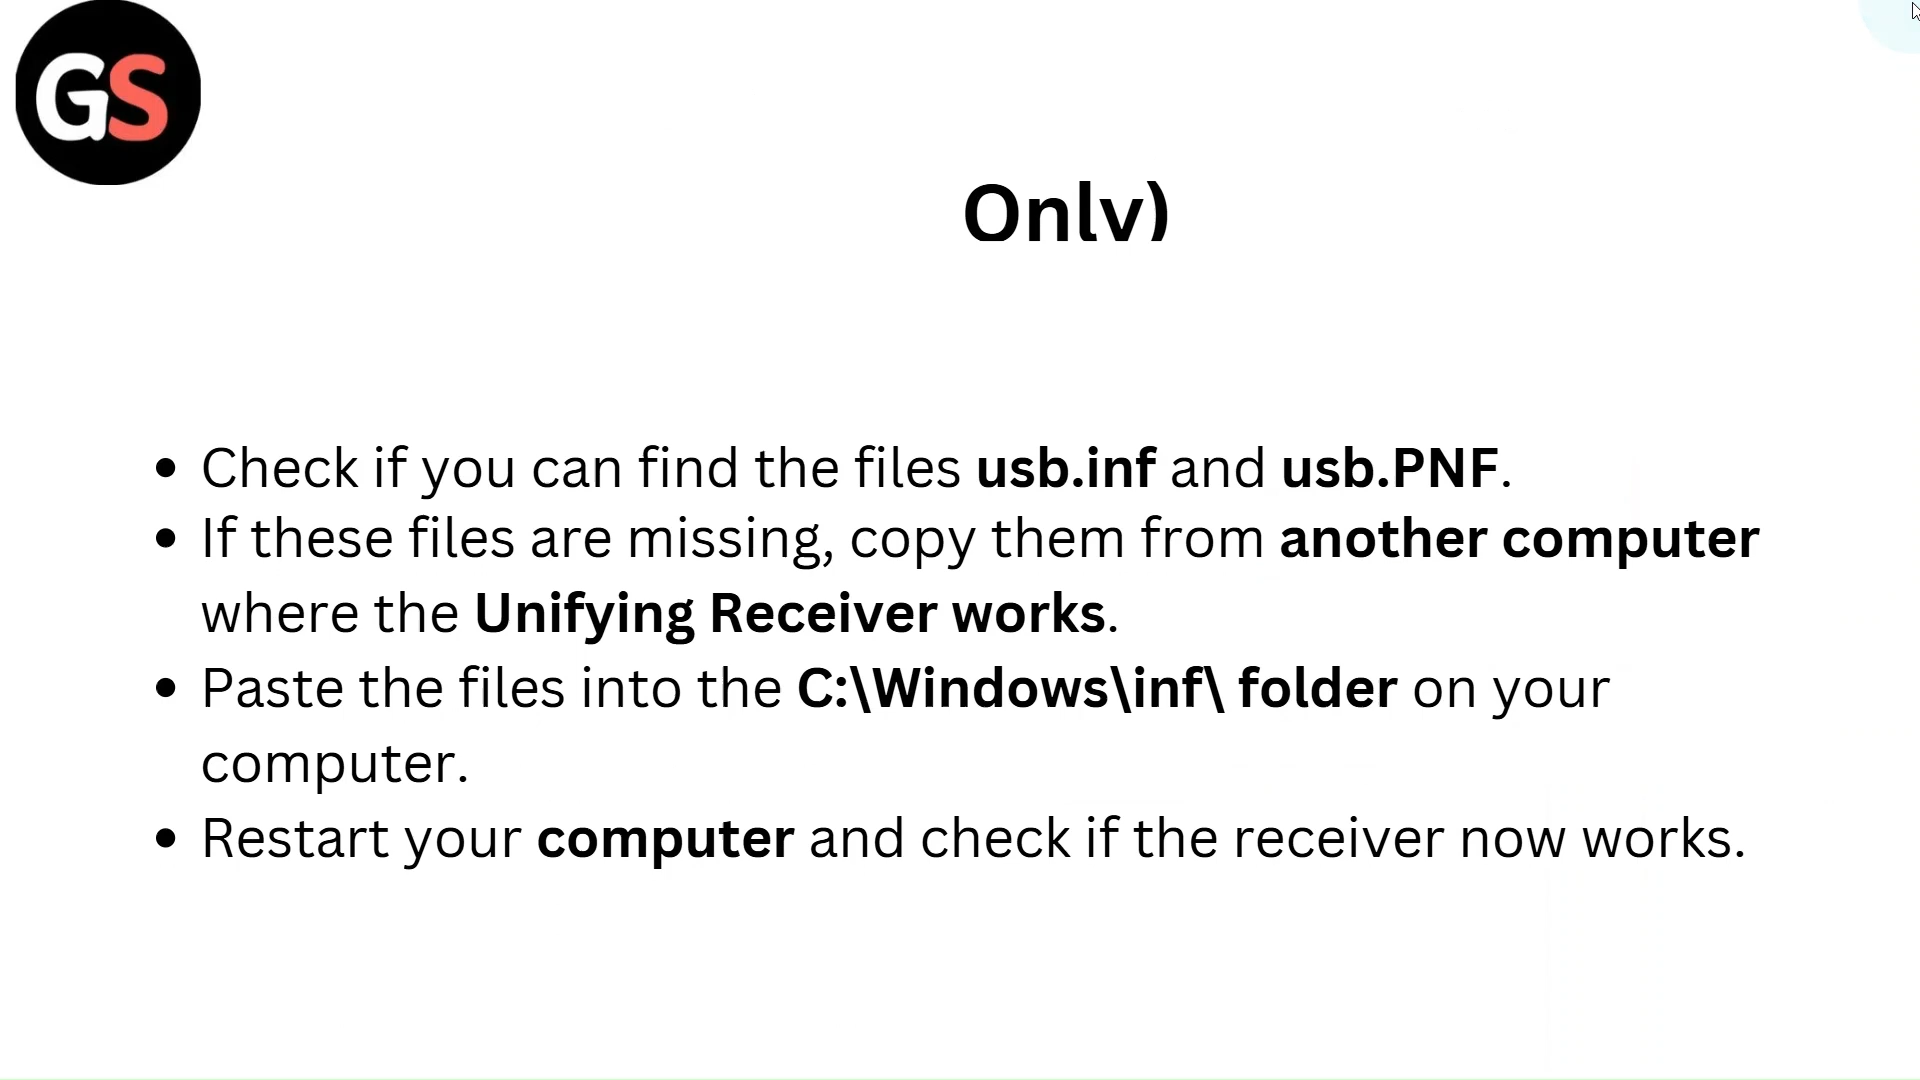 GS
Only)
• Check if you can find the files usb.inf and usb.PNF.
• If these files are missing, copy them from another computer
where the Unifying Receiver works.
• Paste the files into the C:\Windows\inf\ folder on your
computer.
• Restart your computer and check if the receiver now works.